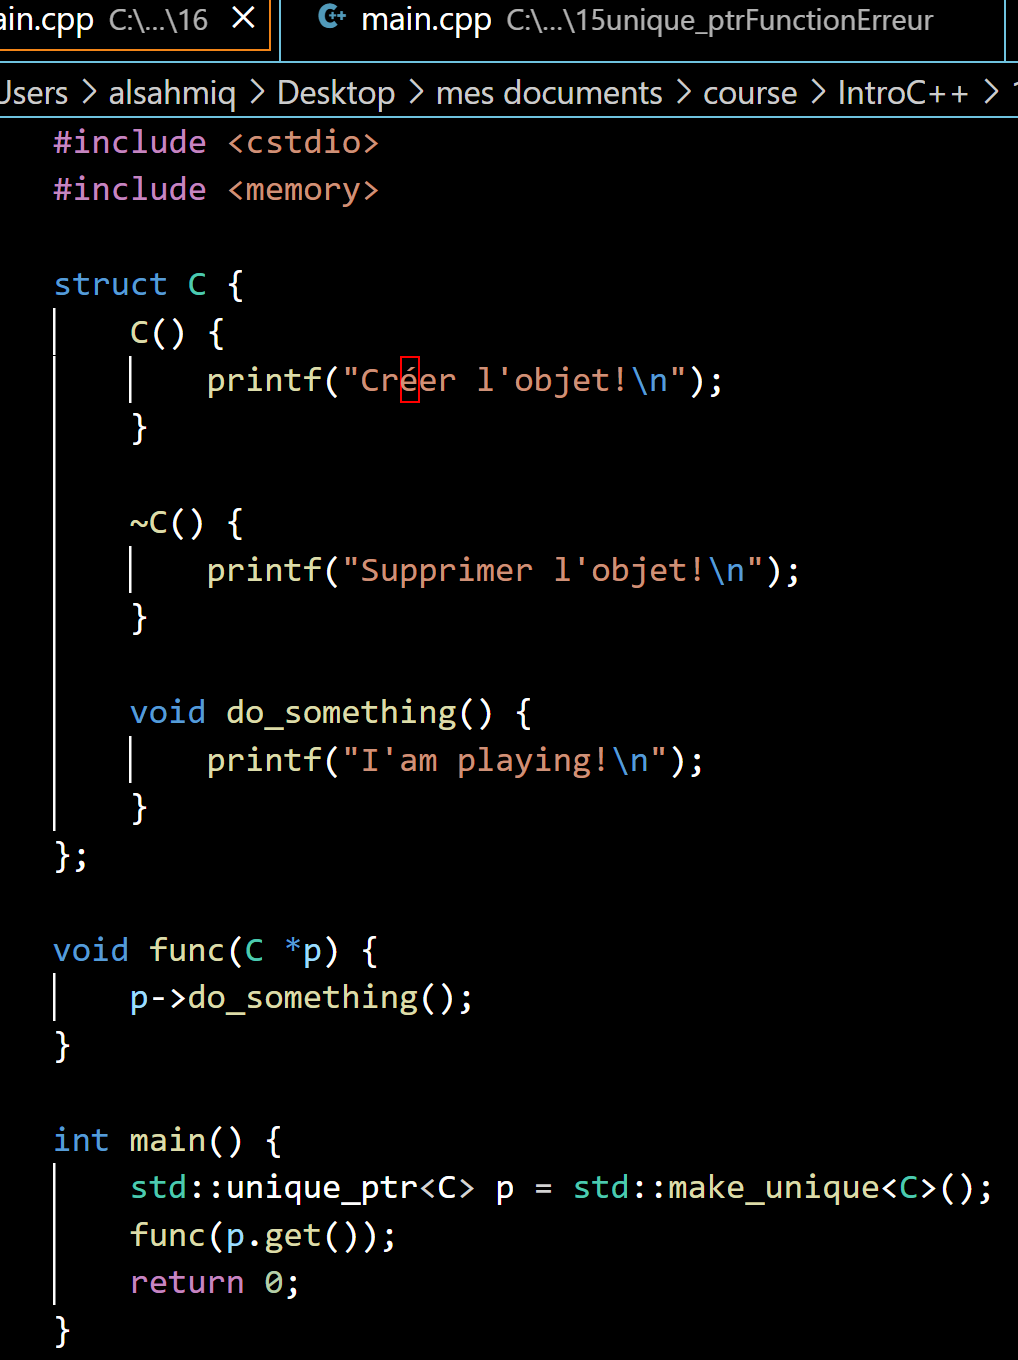 ain.cpp C:\...\16 × main.cpp C:\...\15unique_ptrFunctionErreur
Users > alsahmiq > Desktop > mes documents > course > IntroC++ >
#include <cstdio>
#include <memory>
struct C {
C() {
printf("Créer l'objet!\n");
}
~C() {
printf("Supprimer l'objet!\n");
}
void do_something() {
printf("I'am playing!\n");
}
};
void func(C *p) {
p->do_something();
}
int main() {
std::unique_ptr<C> p = std::make_unique<C>();
func(p.get());
return 0;
}